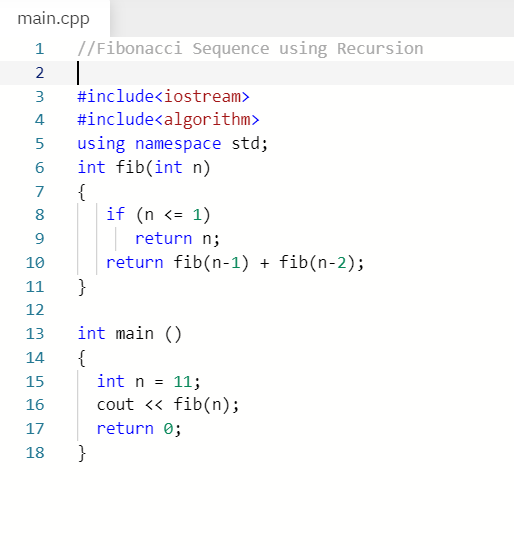 main.cpp
1 //Fibonacci Sequence using Recursion
2
3 #include<iostream>
4 #include<algorithm>
5 using namespace std;
6 int fib(int n)
7 {
8 if (n <= 1)
9 return n;
10 return fib(n-1) + fib(n-2);
11 }
12
13 int main ()
14 {
15 int n = 11;
16 cout << fib(n);
17 return 0;
18 }